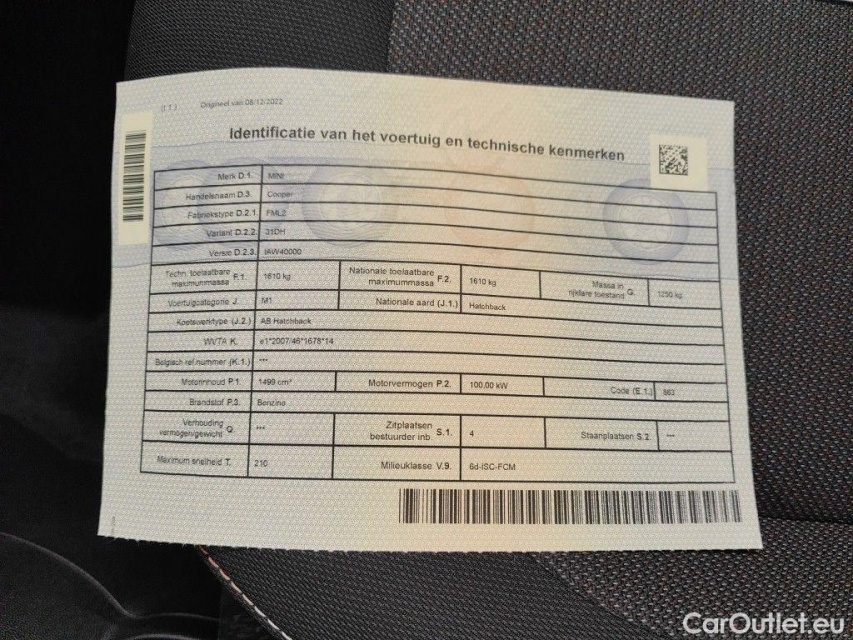 (I.T.) Origineel van 08/12/2022
Identificatie van het voertuig en technische kenmerken
Merk D.1. MINI
Handelsnaam D.3. Cooper
Fabriekstype D.2.1. FML2
Variant D.2.2. 31DH
Versie D.2.3. IAW40000
Techn. toelaatbare maximummassa F.1. 1610 kg Nationale toelaatbare maximummassa F.2. 1610 kg Massa in rijklare toestand G. 1250 kg
Voertuigcategorie J. M1 Nationale aard (J.1.) Hatchback
Koetswerktype (J.2.) AB Hatchback
WVTA K. e1*2007/46*1678*14
Belgisch ref.nummer (K.1.) ***
Motorinhoud P.1. 1499 cm³ Motorvermogen P.2. 100,00 kW Code (E.1.)
Brandstof P.3. Benzine
Verhouding vermogen/gewicht Q. *** Zitplaatsen bestuurder inb. S.1. 4 Staanplaatsen S.2. ***
Maximum snelheid T. 210 Milieuklasse V.9. 6d-ISC-FCM
CarOutlet.eu